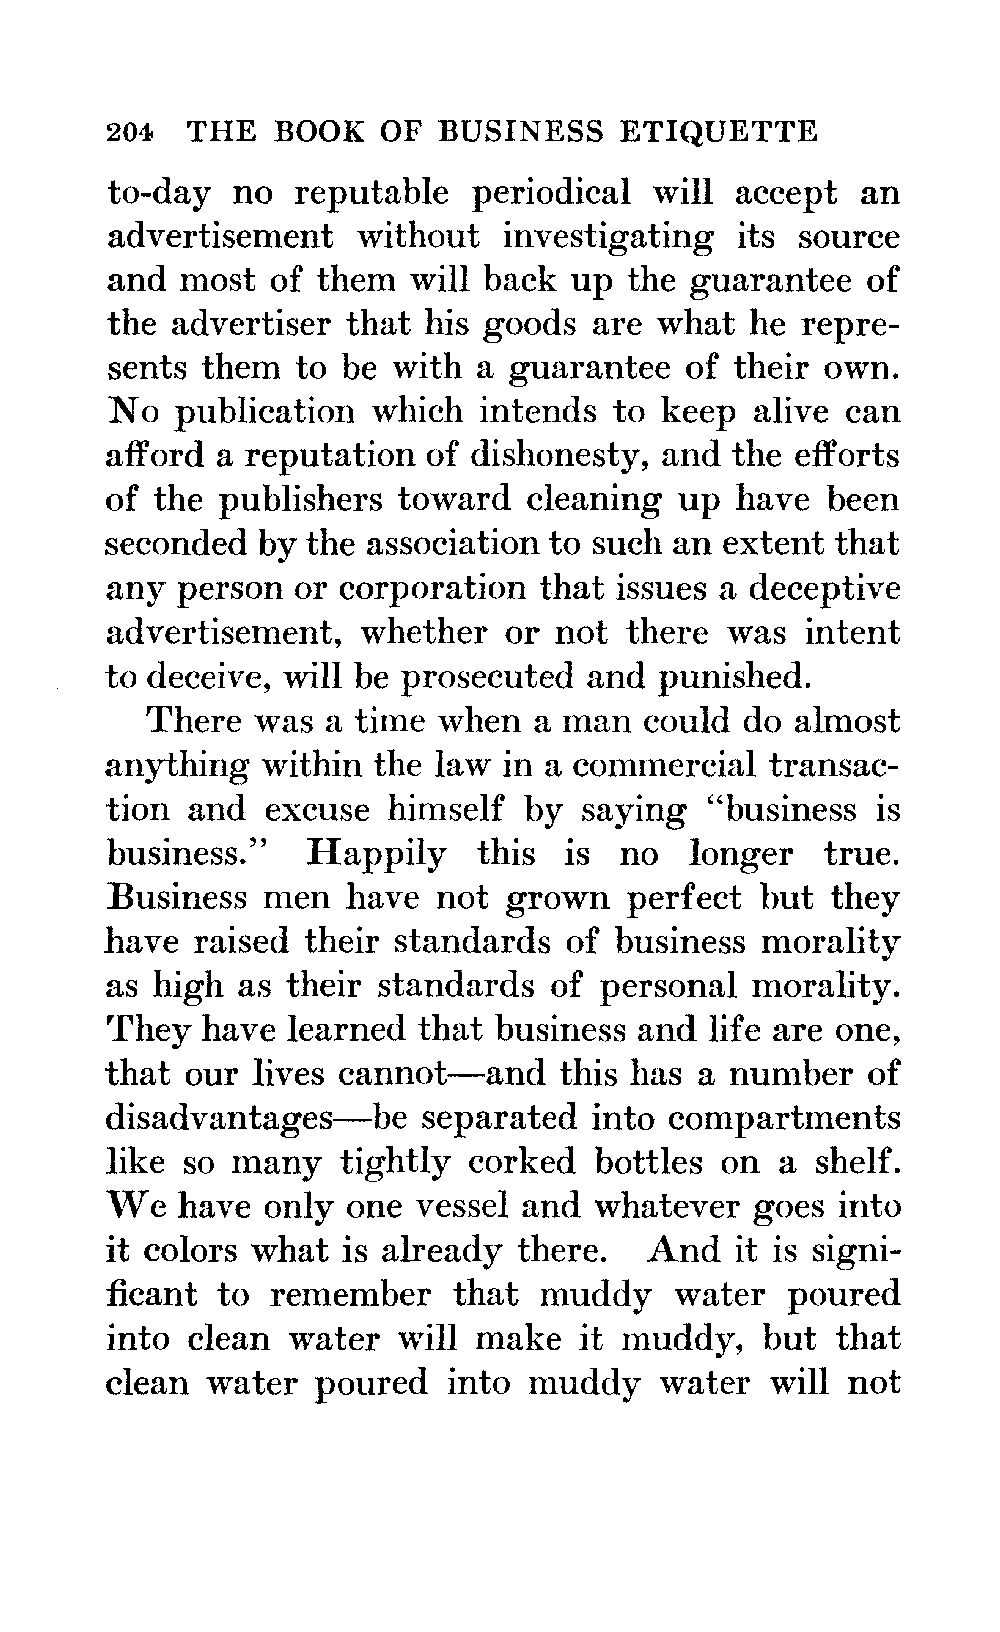 204 THE BOOK OF BUSINESS ETIQUETTE
to-day no reputable periodical will accept an
advertisement without investigating its source
and most of them will back up the guarantee of
the advertiser that his goods are what he repre-
sents them to be with a guarantee of their own.
No publication which intends to keep alive can
afford a reputation of dishonesty, and the efforts
of the publishers toward cleaning up have been
seconded by the association to such an extent that
any person or corporation that issues a deceptive
advertisement, whether or not there was intent
to deceive, will be prosecuted and punished.
There was a time when a man could do almost
anything within the law in a commercial transac-
tion and excuse himself by saying “business is
business.” Happily this is no longer true.
Business men have not grown perfect but they
have raised their standards of business morality
as high as their standards of personal morality.
They have learned that business and life are one,
that our lives cannot—and this has a number of
disadvantages—be separated into compartments
like so many tightly corked bottles on a shelf.
We have only one vessel and whatever goes into
it colors what is already there. And it is signi-
ficant to remember that muddy water poured
into clean water will make it muddy, but that
clean water poured into muddy water will not